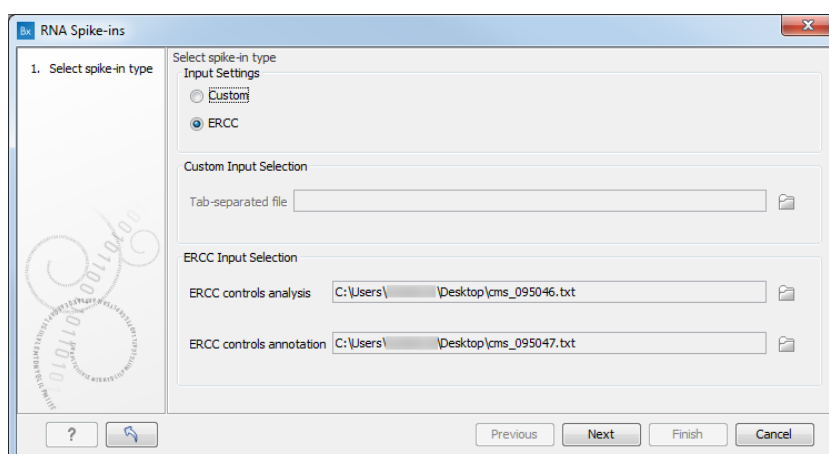 Bx RNA Spike-ins
1. Select spike-in type
Select spike-in type
Input Settings
Custom
ERCC
Custom Input Selection
Tab-separated file
ERCC Input Selection
ERCC controls analysis C:\Users\ \Desktop\cms_095046.txt
ERCC controls annotation C:\Users\ \Desktop\cms_095047.txt
? Previous Next Finish Cancel